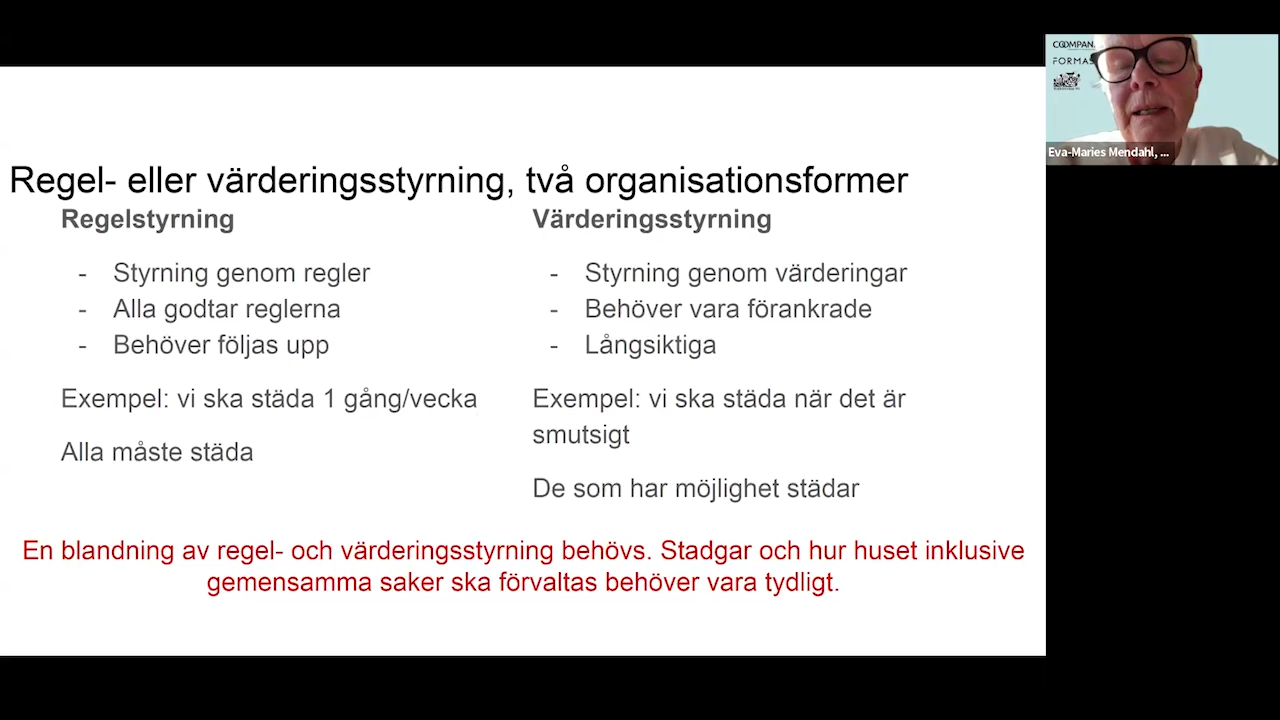 Regel- eller värderingsstyrning, två organisationsformer
Regelstyrning
- Styrning genom regler
- Alla godtar reglerna
- Behöver följas upp
Exempel: vi ska städa 1 gång/vecka
Alla måste städa
Värderingsstyrning
- Styrning genom värderingar
- Behöver vara förankrade
- Långsiktiga
Exempel: vi ska städa när det är
smutsigt
De som har möjlighet städar
En blandning av regel- och värderingsstyrning behövs. Stadgar och hur huset inklusive
gemensamma saker ska förvaltas behöver vara tydligt.
COOMPAN
FORMAS
Eva-Maries Mendahl, ...